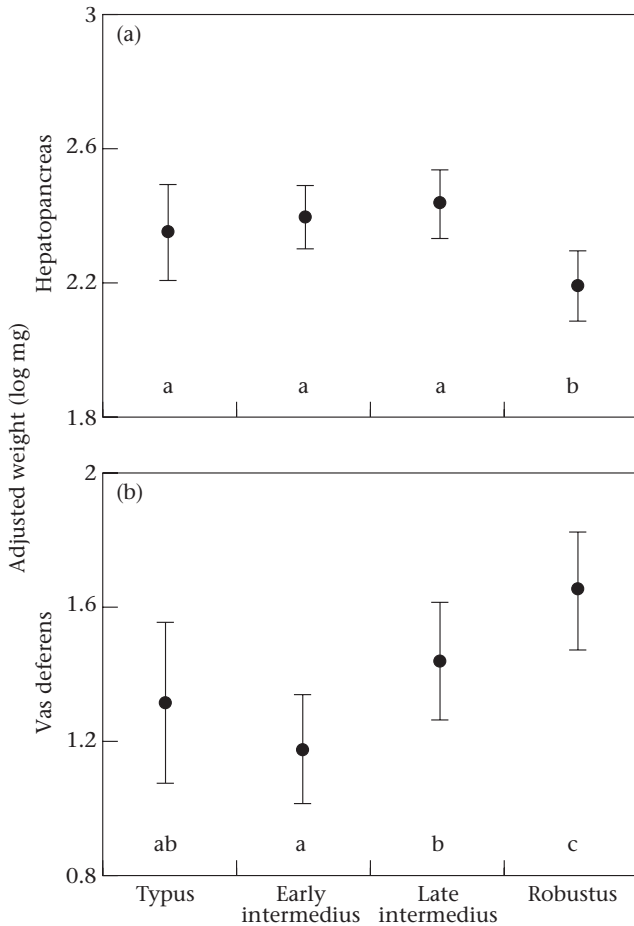 Adjusted weight (log mg)
Hepatopancreas
3
2.6
2.2
1.8
(a)
a a a b
Vas deferens
2
1.6
1.2
0.8
(b)
ab a b c
Typus Early Late Robustus
intermedius intermedius